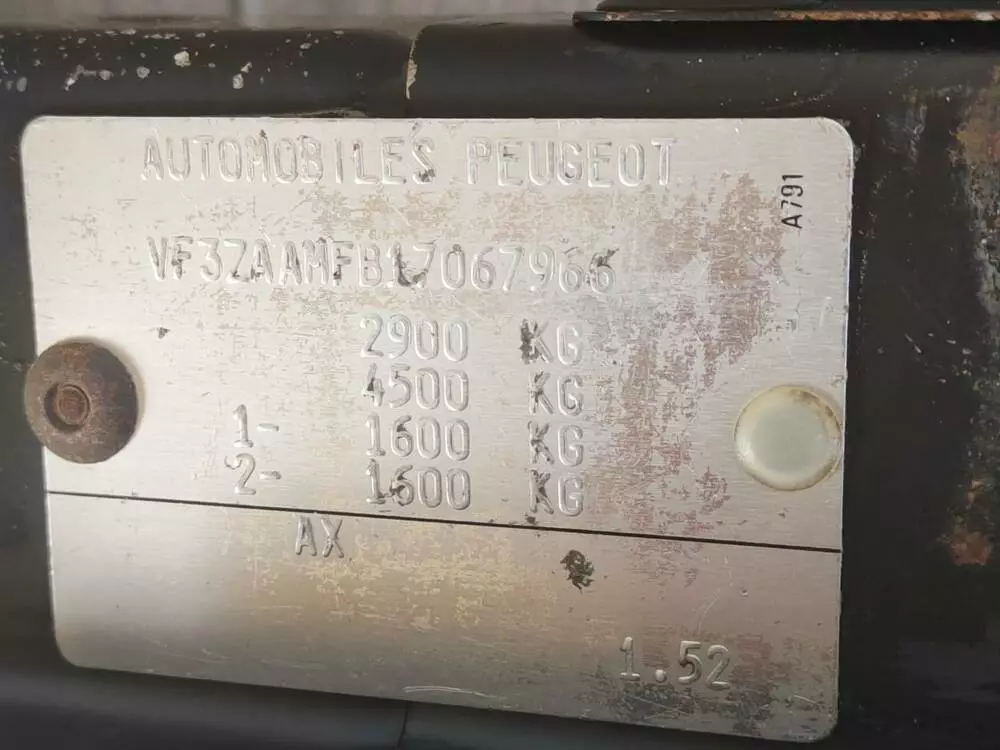 AUTOMOBILES PEUGEOT
A791
VF3ZAAMFB17067966
2900 KG
4500 KG
1- 1600 KG
2- 1600 KG
AX
1.52